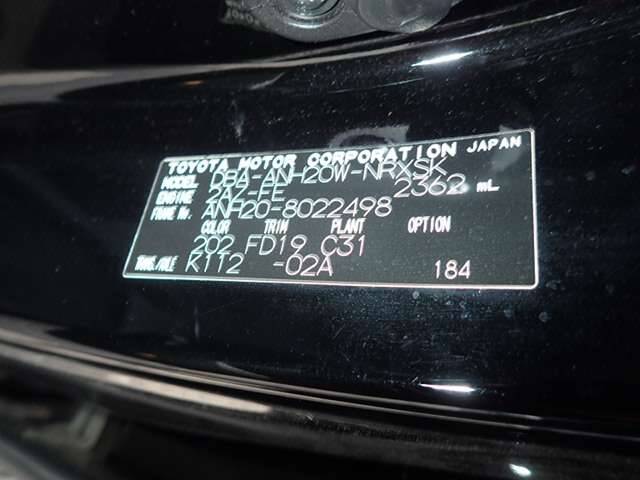 TOYOTA MOTOR CORPORATION JAPAN
MODEL DBA-ANH20W-NRXSK
ENGINE 2AZ-FE 2362 mL
FRAME No. ANH20-8022498
COLOR TRIM PLANT OPTION
202 FD19 C31
TRANS./AXLE K112 -02A 184